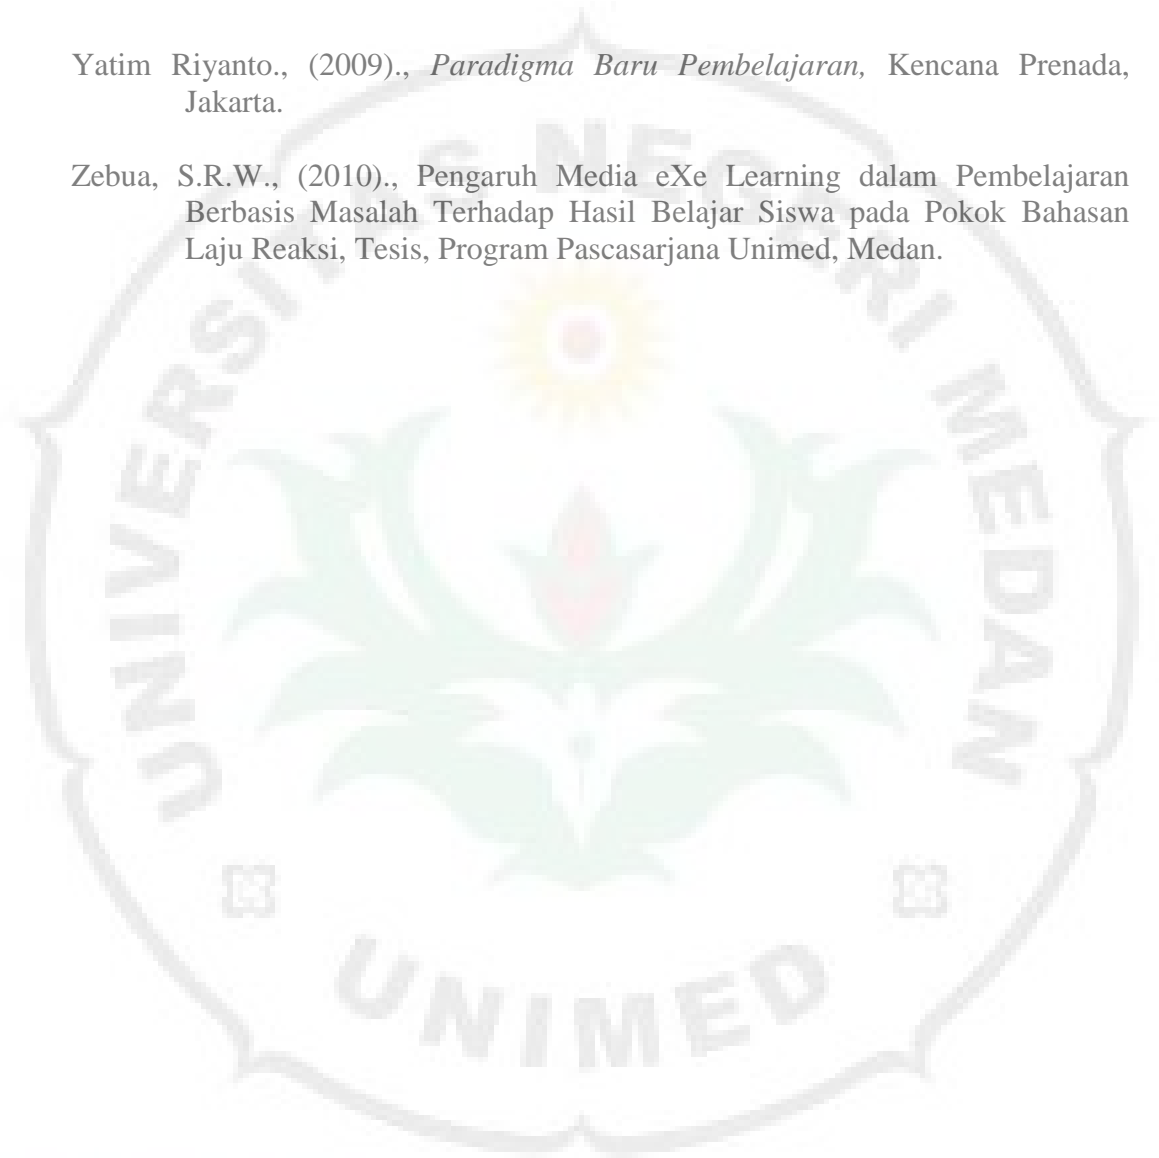 Yatim Riyanto., (2009)., Paradigma Baru Pembelajaran, Kencana Prenada,
Jakarta.
Zebua, S.R.W., (2010)., Pengaruh Media eXe Learning dalam Pembelajaran
Berbasis Masalah Terhadap Hasil Belajar Siswa pada Pokok Bahasan
Laju Reaksi, Tesis, Program Pascasarjana Unimed, Medan.
UNIVERSITAS NEGERI MEDAN
UNIMED